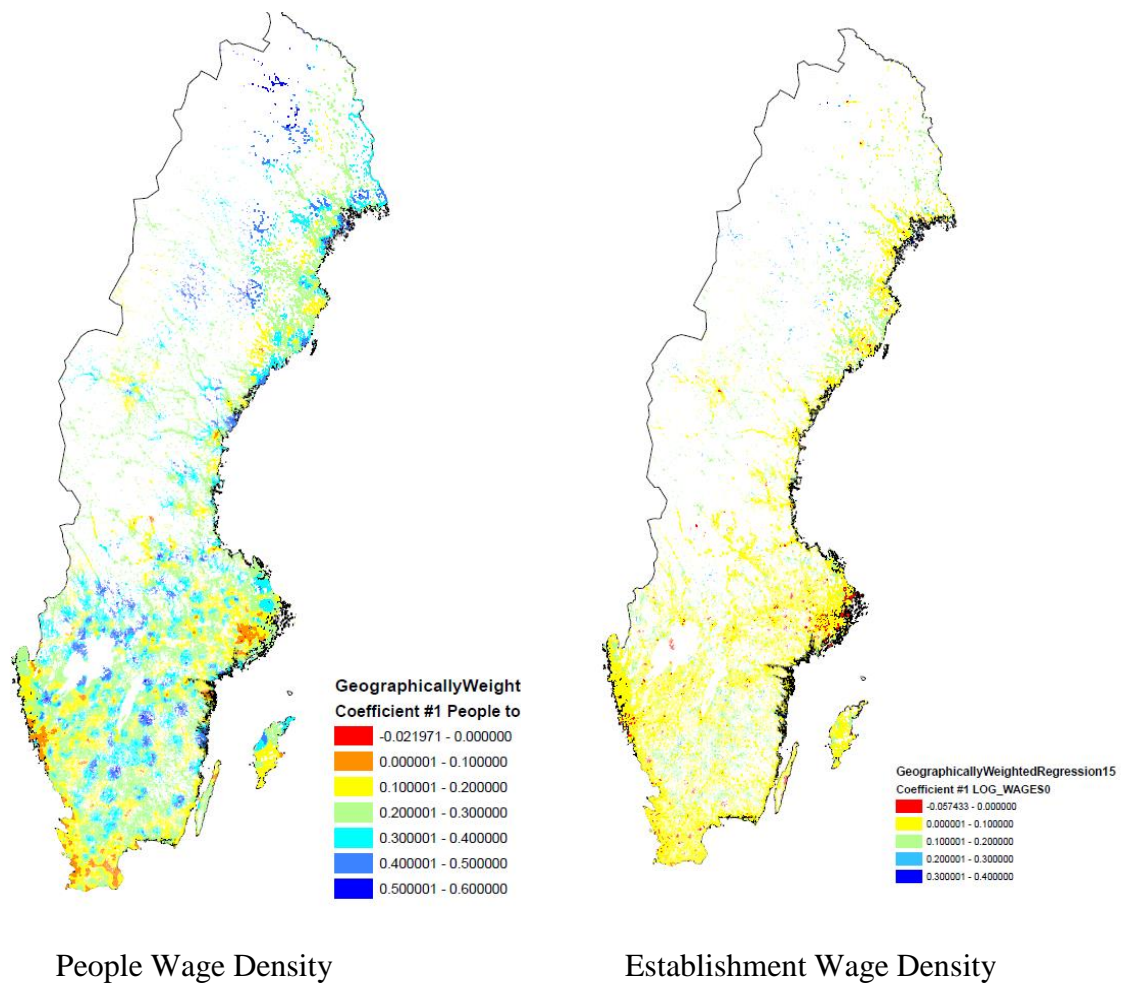 GeographicallyWeight
Coefficient #1 People to
-0.021971 - 0.000000
0.000001 - 0.100000
0.100001 - 0.200000
0.200001 - 0.300000
0.300001 - 0.400000
0.400001 - 0.500000
0.500001 - 0.600000
GeographicallyWeightedRegression15
Coefficient #1 LOG_WAGES0
-0.057433 - 0.000000
0.000001 - 0.100000
0.100001 - 0.200000
0.200001 - 0.300000
0.300001 - 0.400000
People Wage Density
Establishment Wage Density